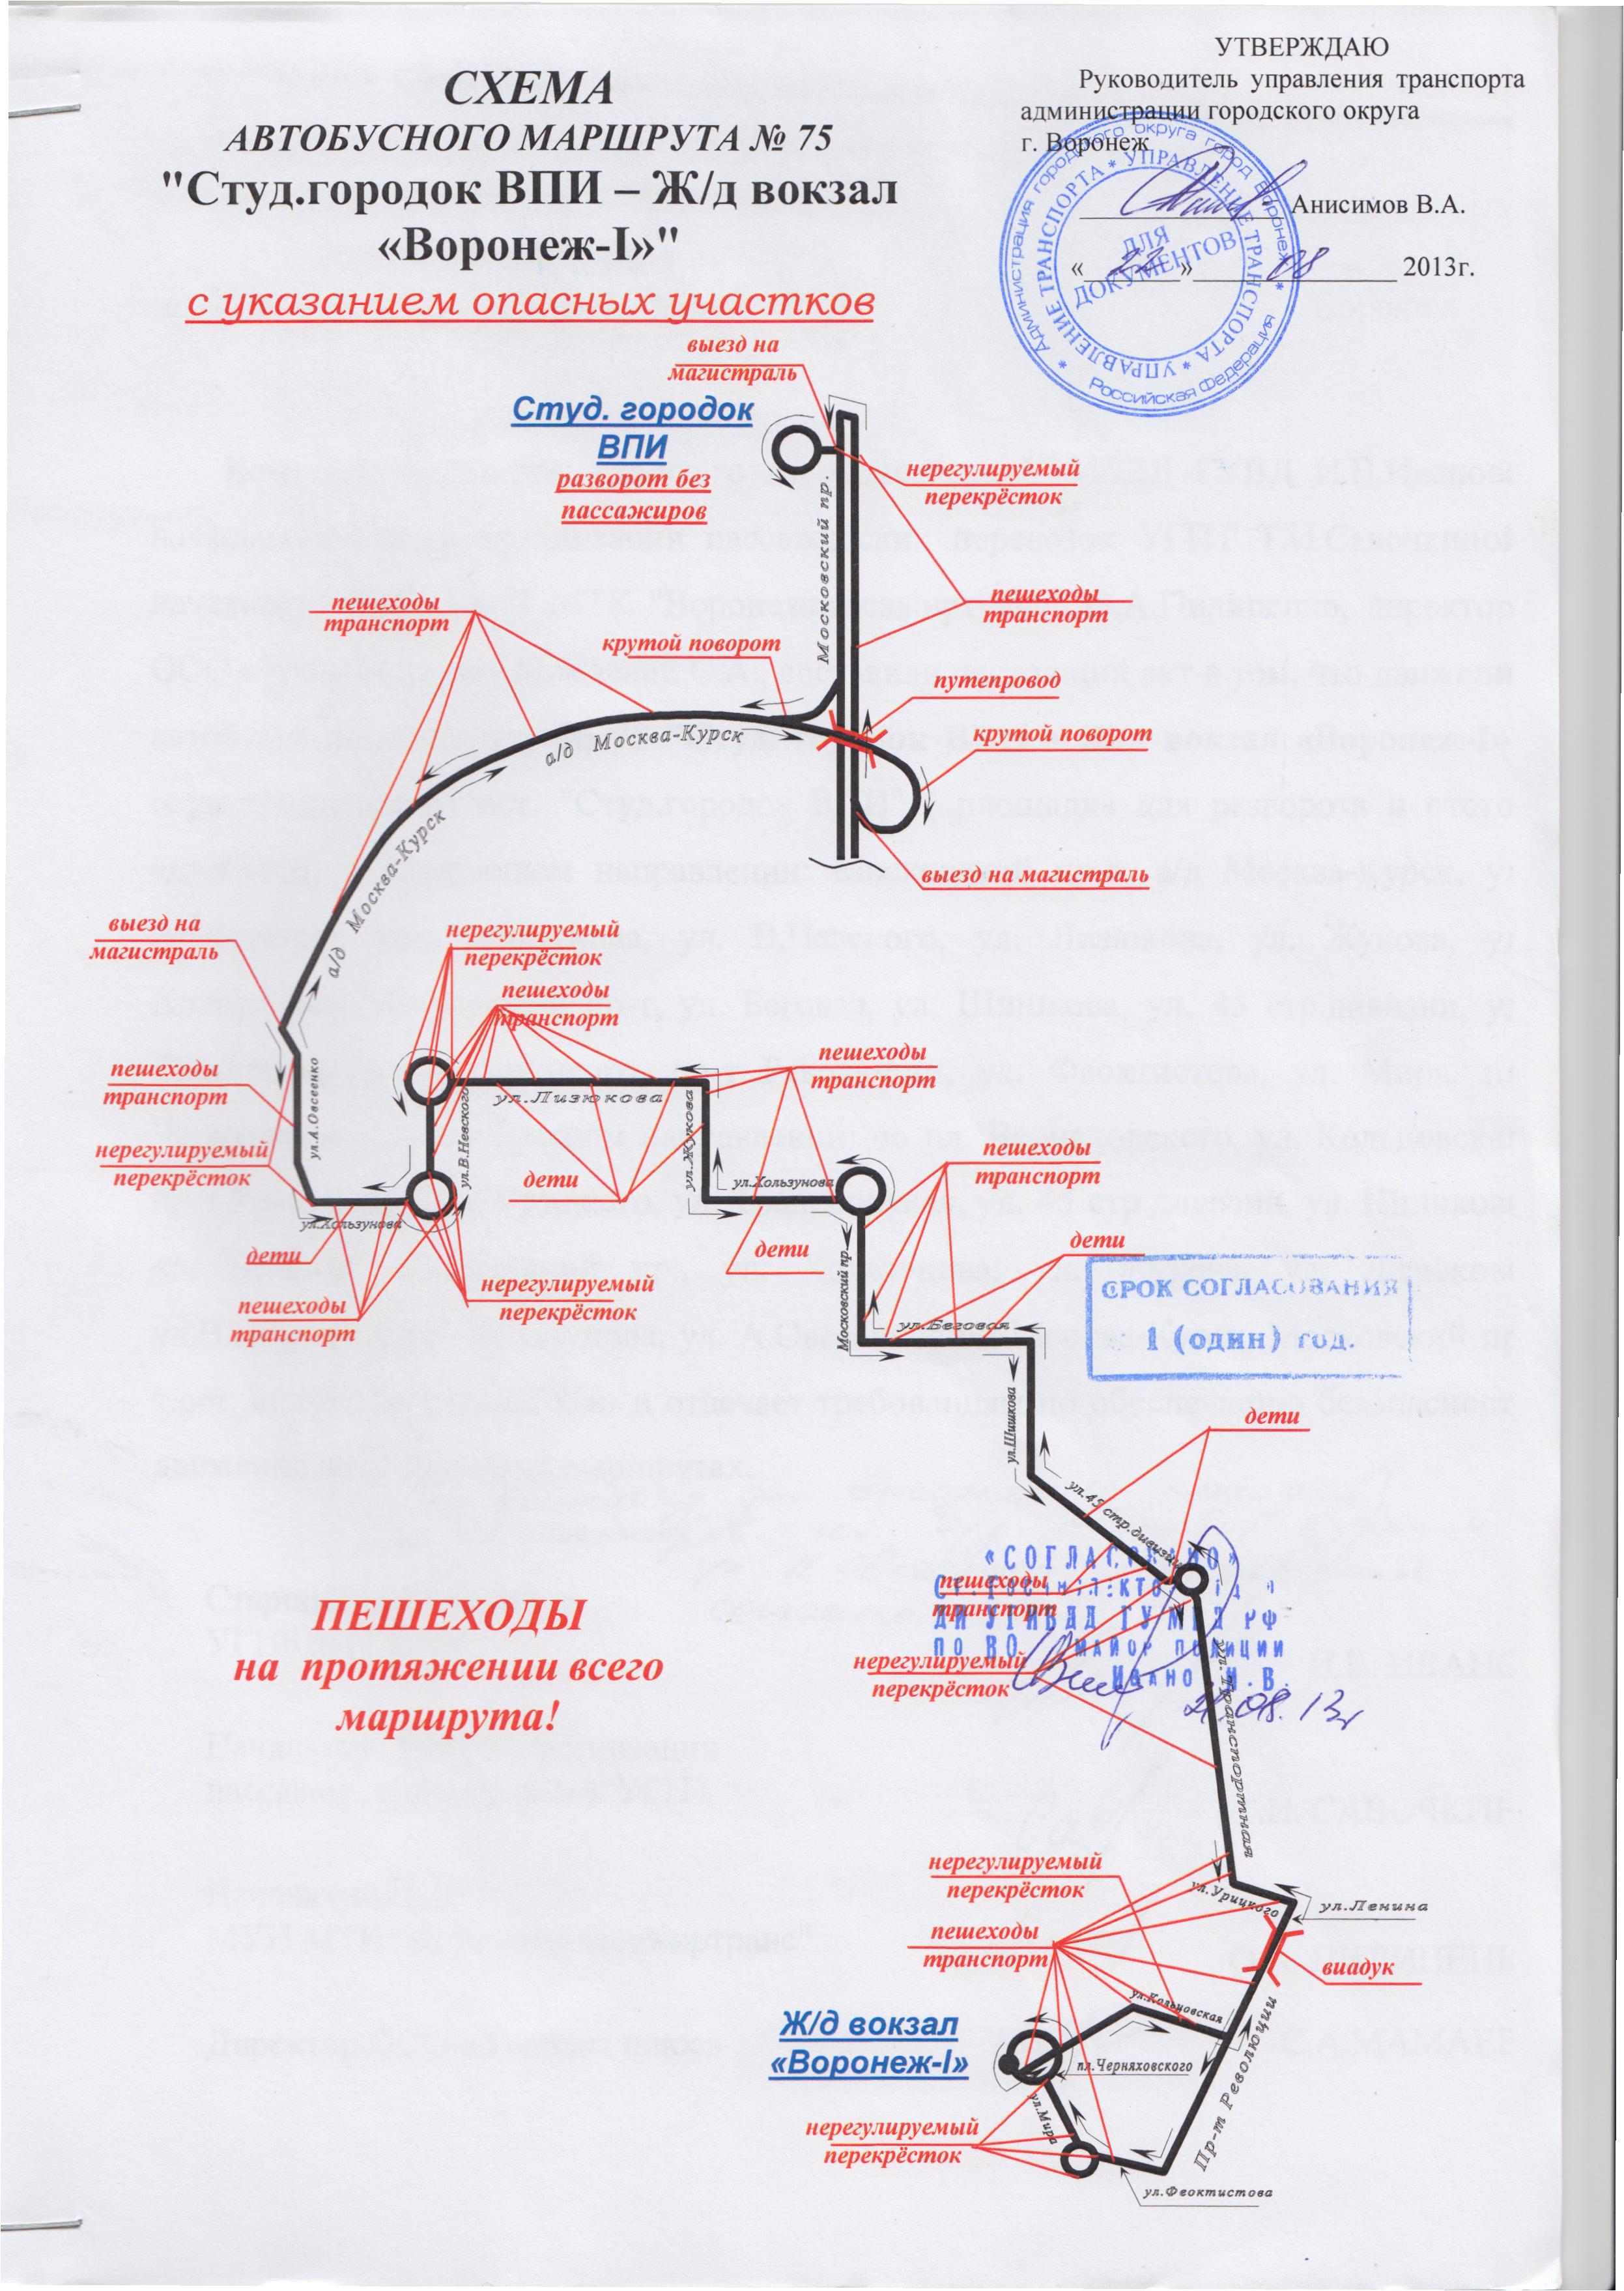 УТВЕРЖДАЮ
Руководитель управления транспорта
администрации городского округа
г. Воронеж
Анисимов В.А.
« 22 » 08 2013г.
Администрация городского округа город Воронеж
Российская Федерация
УПРАВЛЕНИЕ ТРАНСПОРТА * УПРАВЛЕНИЕ ТРАНСПОРТА *
ДЛЯ
ДОКУМЕНТОВ
СХЕМА
АВТОБУСНОГО МАРШРУТА № 75
"Студ.городок ВПИ – Ж/д вокзал
«Воронеж-I»"
с указанием опасных участков
выезд на
магистраль
Студ. городок
ВПИ
разворот без
пассажиров
нерегулируемый
перекрёсток
Московский пр.
пешеходы
транспорт
пешеходы
транспорт
крутой поворот
путепровод
крутой поворот
а/д Москва-Курск
а/д Москва-Курск
выезд на магистраль
выезд на
магистраль
нерегулируемый
перекрёсток
пешеходы
транспорт
пешеходы
транспорт
пешеходы
транспорт
ул.А.Овсеенко
ул.Лизюкова
ул.В.Невского
ул.Жукова
нерегулируемый
перекрёсток
дети
ул.Хользунова
пешеходы
транспорт
ул.Хользунова
дети
дети
дети
Московский пр.
нерегулируемый
перекрёсток
пешеходы
транспорт
ул.Беговая
СРОК СОГЛАСОВАНИЯ
1 (один) год.
ул.Шишкова
дети
ул.45 стр.дивизии
«СОГЛАСОВАНО»
пешеходы
транспорт
ПО ВО МАЙОР ПОЛИЦИИ
нерегулируемый
перекрёсток
08.13г
ул.Транспортная
ПЕШЕХОДЫ
на протяжении всего
маршрута!
нерегулируемый
перекрёсток
ул.Урицкого
ул.Ленина
пешеходы
транспорт
виадук
ул.Кольцовская
Ж/д вокзал
«Воронеж-I»
пл.Черняховского
Пр-т Революции
ул.Мира
нерегулируемый
перекрёсток
ул.Феоктистова